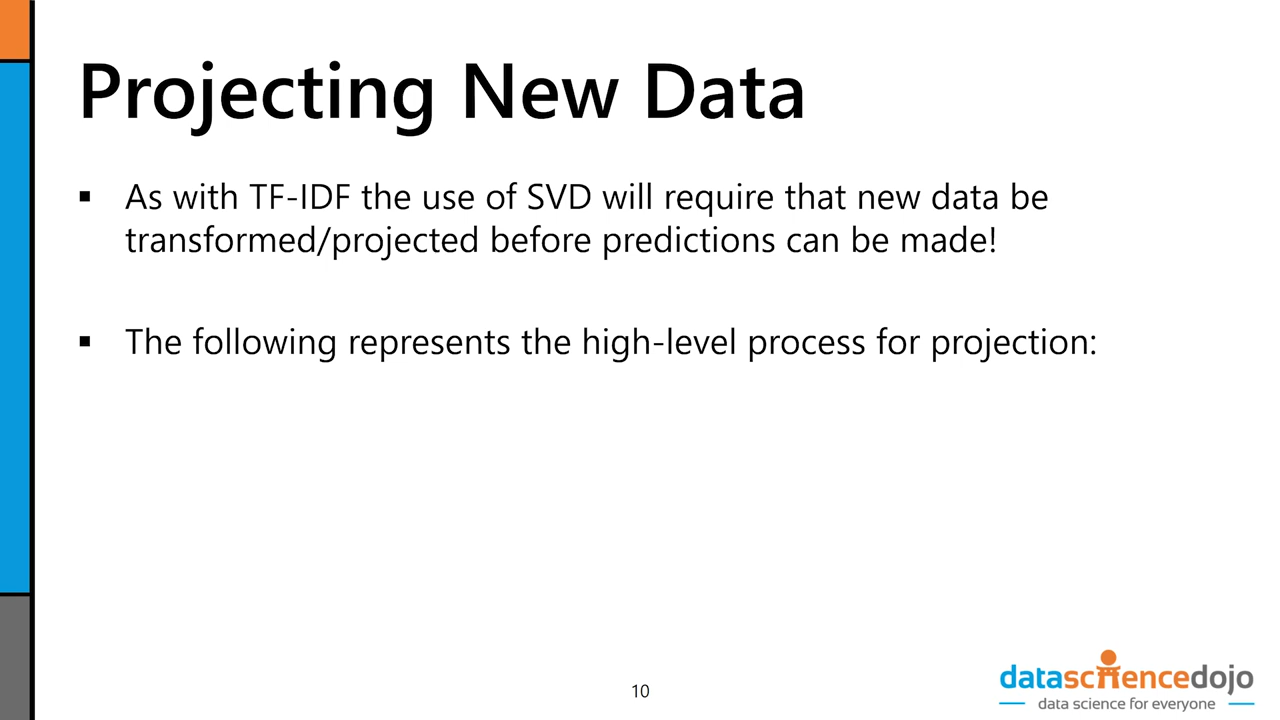 Projecting New Data
▪ As with TF-IDF the use of SVD will require that new data be
transformed/projected before predictions can be made!
▪ The following represents the high-level process for projection:
10
datasciencedojo
data science for everyone